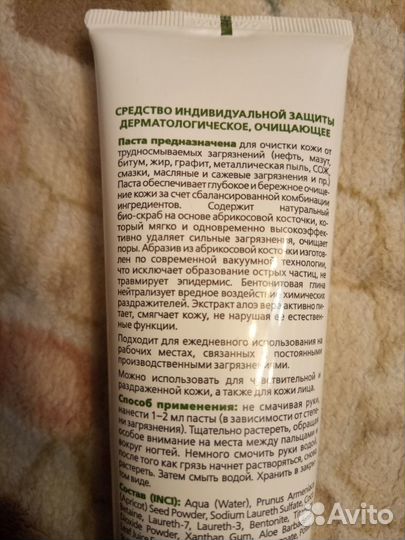 СРЕДСТВО ИНДИВИДУАЛЬНОЙ ЗАЩИТЫ
ДЕРМАТОЛОГИЧЕСКОЕ, ОЧИЩАЮЩЕЕ
Паста предназначена для очистки кожи от
трудносмываемых загрязнений (нефть, мазут,
битум, жир, графит, металлическая пыль, СОЖ,
смазки, масляные и сажевые загрязнения и пр.)
Паста обеспечивает глубокое и бережное очище-
ние кожи за счет сбалансированной комбинации
ингредиентов. Содержит натуральный
био-скраб на основе абрикосовой косточки, ко-
торый мягко и одновременно высокоэффек-
тивно удаляет сильные загрязнения, очищает
поры. Абразив из абрикосовой косточки изготов-
лен по современной вакуумной технологии,
что исключает образование острых частиц, не
травмирует эпидермис. Бентонитовая глина
нейтрализует вредное воздействие химических
раздражителей. Экстракт алоэ вера активно пи-
тает, смягчает кожу, не нарушая ее естествен-
ные функции.
Подходит для ежедневного использования на
рабочих местах, связанных с постоянными
производственными загрязнениями.
Можно использовать для чувствительной и
раздраженной кожи, а также для кожи лица.
Способ применения: не смачивая руки,
нанести 1–2 мл пасты (в зависимости от степе-
ни загрязнения). Тщательно растереть, обращая
особое внимание на места между пальцами и
вокруг ногтей. Немного смочить руки водой,
после того как грязь начнет растворяться, снова
растереть. Затем смыть водой. Хранить в закры-
том виде.
Состав (INCI): Aqua (Water), Prunus Armeniaca
(Apricot) Seed Powder, Sodium Laureth Sulfate,
Betaine, Laureth-7, Laureth-3, Bentonite,
Dioxide Powder, Xanthan Gum, Aloe
Avito